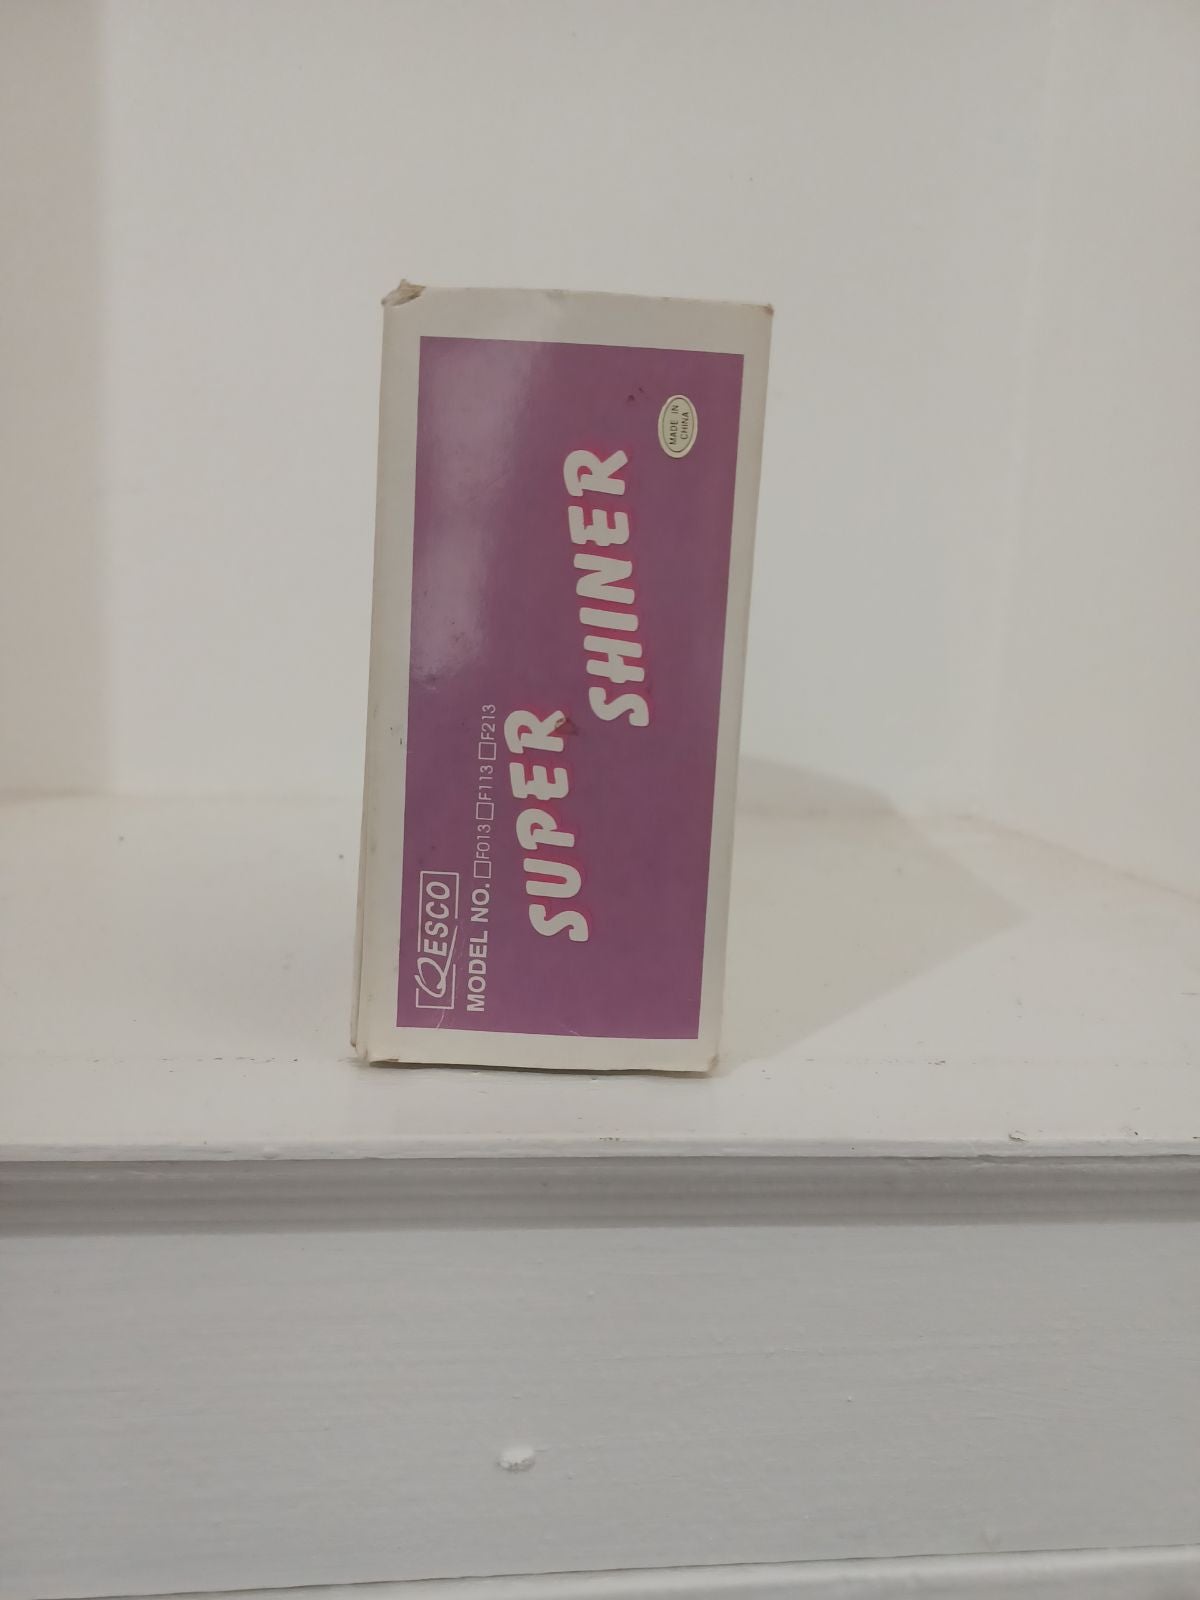 QESCO
MODEL NO. □F013□F113□F213
SUPER
SHINER
MADE IN
CHINA